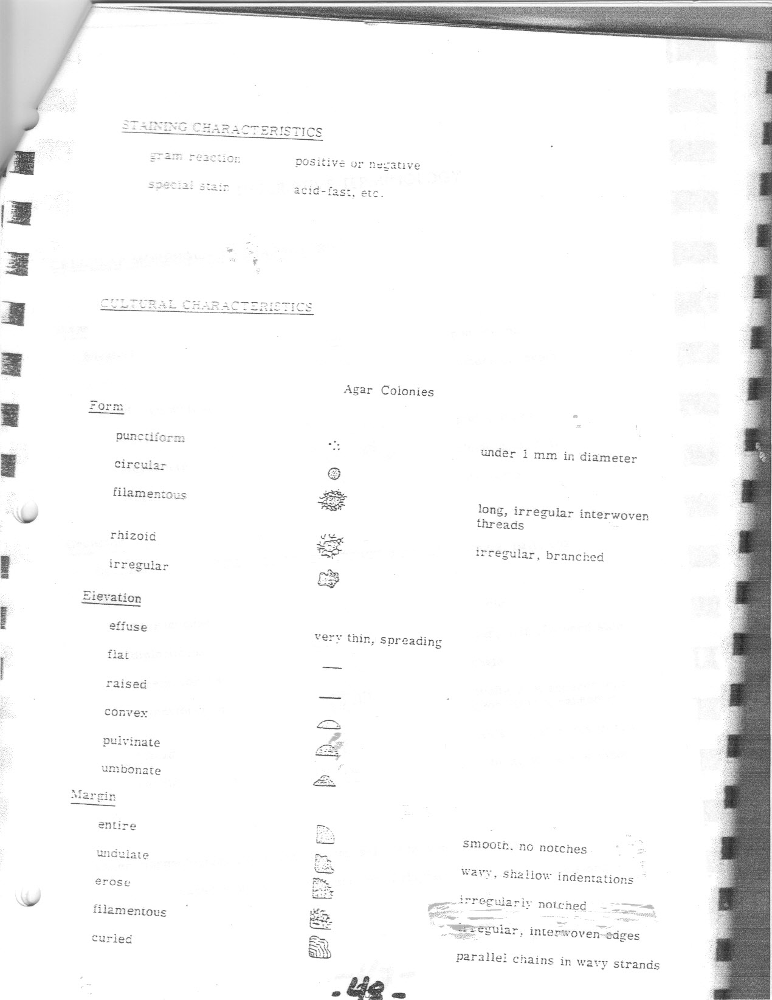 STAINING CHARACTERISTICS
gram reaction positive or negative
special stain acid-fast, etc.
CULTURAL CHARACTERISTICS
Agar Colonies
Form
punctiform under 1 mm in diameter
circular
filamentous long, irregular interwoven
threads
rhizoid irregular, branched
irregular
Elevation
effuse very thin, spreading
flat
raised
convex
pulvinate
umbonate
Margin
entire smooth, no notches
undulate wavy, shallow indentations
erose irregularly notched
filamentous irregular, interwoven edges
curled parallel chains in wavy strands
- 48 -